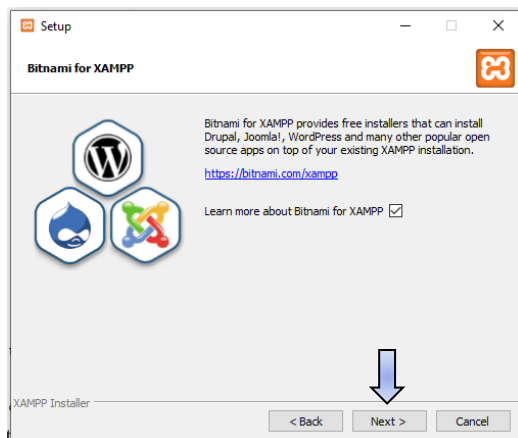 Setup
Bitnami for XAMPP
Bitnami for XAMPP provides free installers that can install
Drupal, Joomla!, WordPress and many other popular open
source apps on top of your existing XAMPP installation.
https://bitnami.com/xampp
Learn more about Bitnami for XAMPP
XAMPP Installer
< Back Next > Cancel